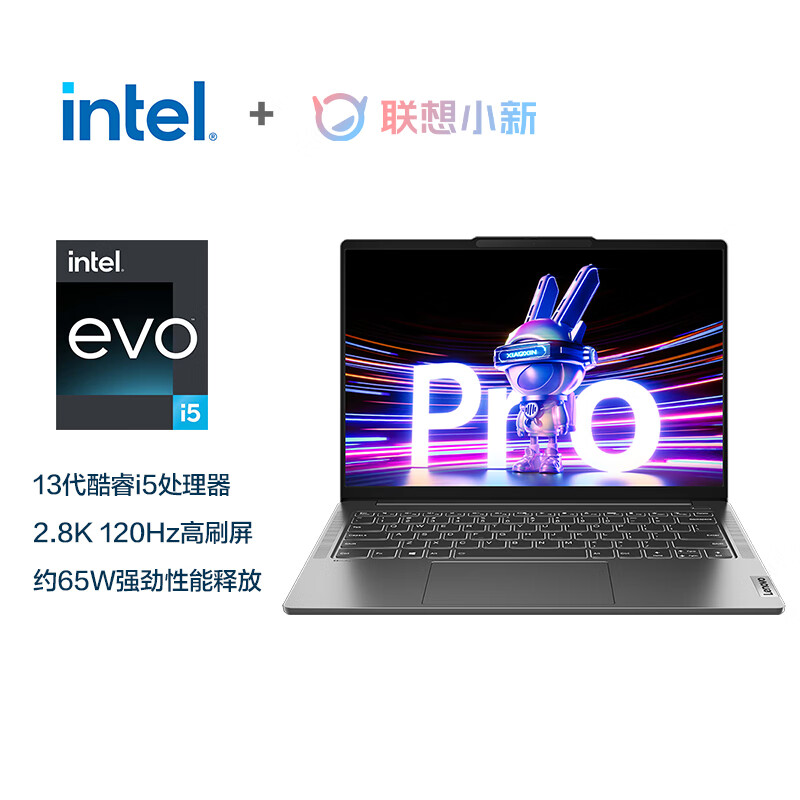 intel®
+
联想小新
intel
evo™
i5
13代酷睿i5处理器
2.8K 120Hz高刷屏
约65W强劲性能释放
XIAOXIN
Pro
Lenovo